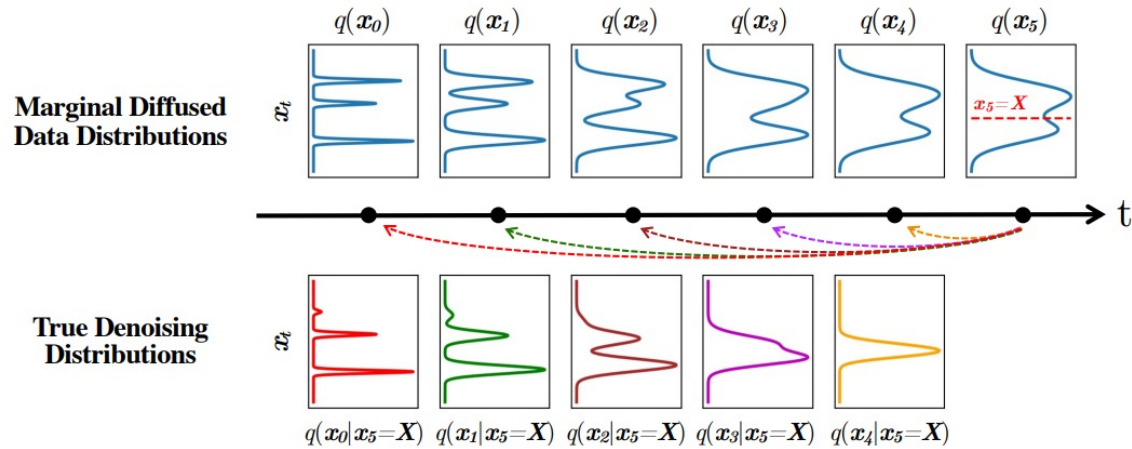 q(x₀) q(x₁) q(x₂) q(x₃) q(x₄) q(x₅)
Marginal Diffused
Data Distributions
xₜ
x₅=X
t
True Denoising
Distributions
xₜ
q(x₀|x₅=X) q(x₁|x₅=X) q(x₂|x₅=X) q(x₃|x₅=X) q(x₄|x₅=X)